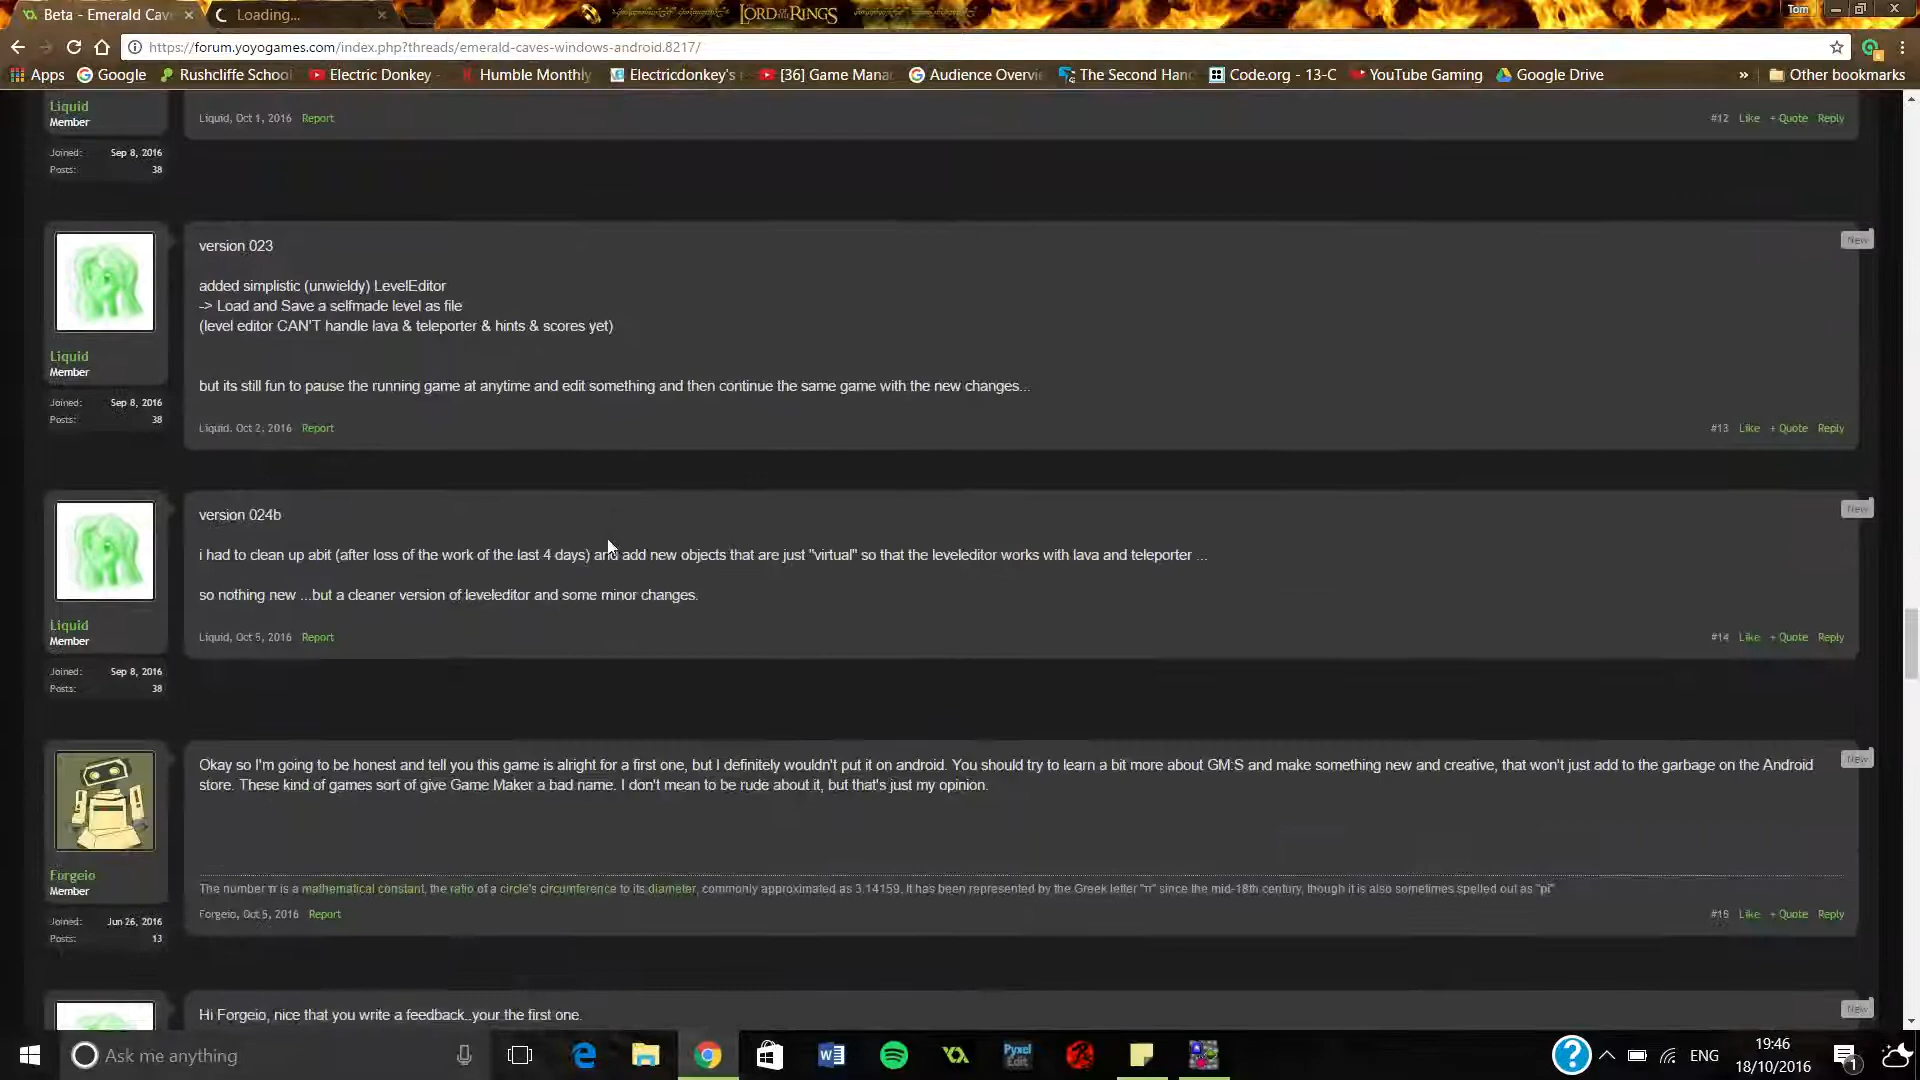 Beta - Emerald Cav
Loading...
LORD OF THE RINGS
Tom
https://forum.yoyogames.com/index.php?threads/emerald-caves-windows-android.8217/
Apps Google Rushcliffe School Electric Donkey - Humble Monthly Electricdonkey's [36] Game Mana Audience Overvi The Second Han Code.org - 13-C YouTube Gaming Google Drive » Other bookmarks
Liquid
Member
Liquid, Oct 1, 2016 Report #12 Like + Quote Reply
Joined: Sep 8, 2016
Posts: 38
version 023
New
added simplistic (unwieldy) LevelEditor
-> Load and Save a selfmade level as file
(level editor CAN'T handle lava & teleporter & hints & scores yet)
but its still fun to pause the running game at anytime and edit something and then continue the same game with the new changes...
Liquid
Member
Joined: Sep 8, 2016
Posts: 38
Liquid, Oct 2, 2016 Report #13 Like + Quote Reply
version 024b
New
i had to clean up abit (after loss of the work of the last 4 days) and add new objects that are just "virtual" so that the leveleditor works with lava and teleporter ...
so nothing new ...but a cleaner version of leveleditor and some minor changes.
Liquid
Member
Liquid, Oct 5, 2016 Report #14 Like + Quote Reply
Joined: Sep 8, 2016
Posts: 38
Okay so I'm going to be honest and tell you this game is alright for a first one, but I definitely wouldn't put it on android. You should try to learn a bit more about GM:S and make something new and creative, that won't just add to the garbage on the Android
store. These kind of games sort of give Game Maker a bad name. I don't mean to be rude about it, but that's just my opinion.
New
The number π is a mathematical constant, the ratio of a circle's circumference to its diameter, commonly approximated as 3.14159. It has been represented by the Greek letter "π" since the mid-18th century, though it is also sometimes spelled out as "pi"
Forgeio
Member
Forgeio, Oct 5, 2016 Report #15 Like + Quote Reply
Joined: Jun 26, 2016
Posts: 13
Hi Forgeio, nice that you write a feedback..your the first one.
New
Ask me anything
Pyxel
Edit
ENG
19:46
18/10/2016
1